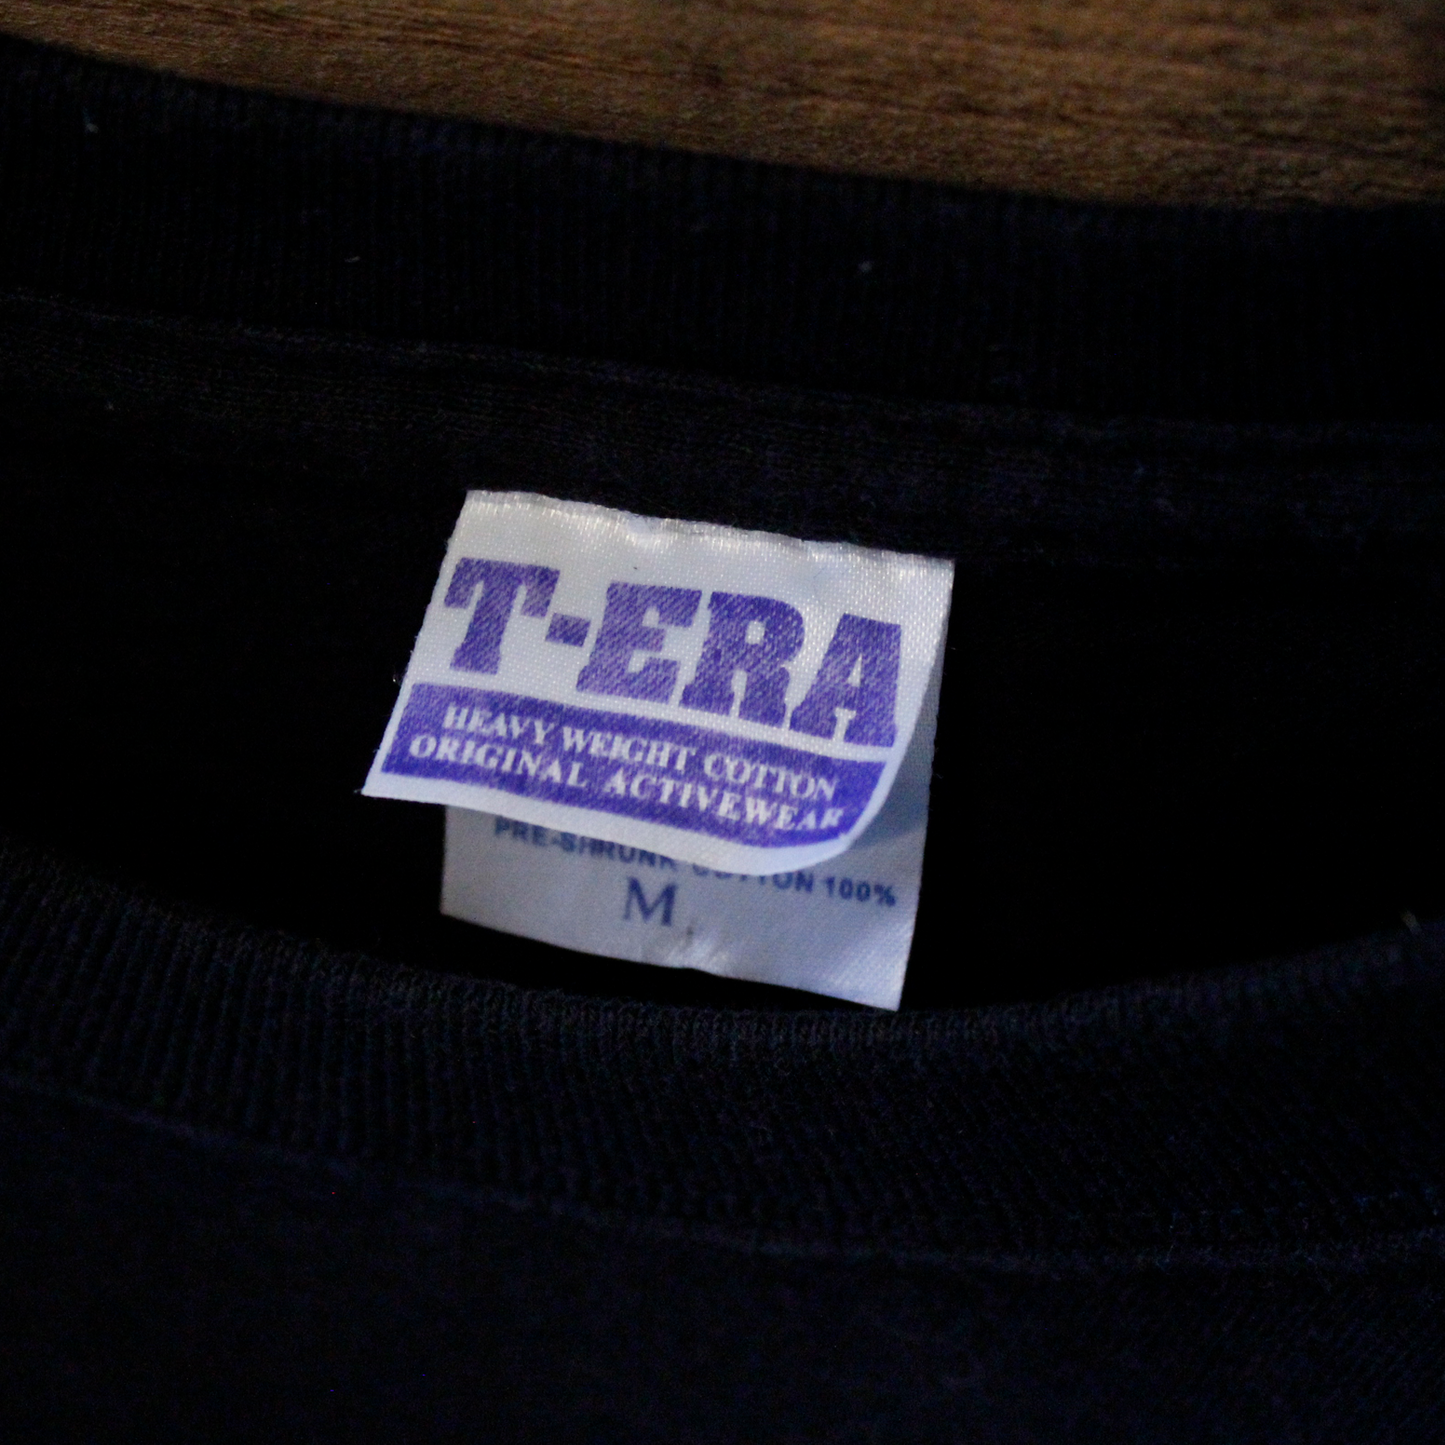 T-ERA
HEAVY WEIGHT COTTON
ORIGINAL ACTIVEWEAR
PRE-SHRUNK COTTON 100%
M